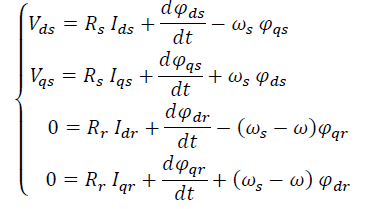 V_ds = R_s I_ds + dφ_ds/dt − ω_s φ_qs
V_qs = R_s I_qs + dφ_qs/dt + ω_s φ_ds
0 = R_r I_dr + dφ_dr/dt − (ω_s − ω)φ_qr
0 = R_r I_qr + dφ_qr/dt + (ω_s − ω) φ_dr